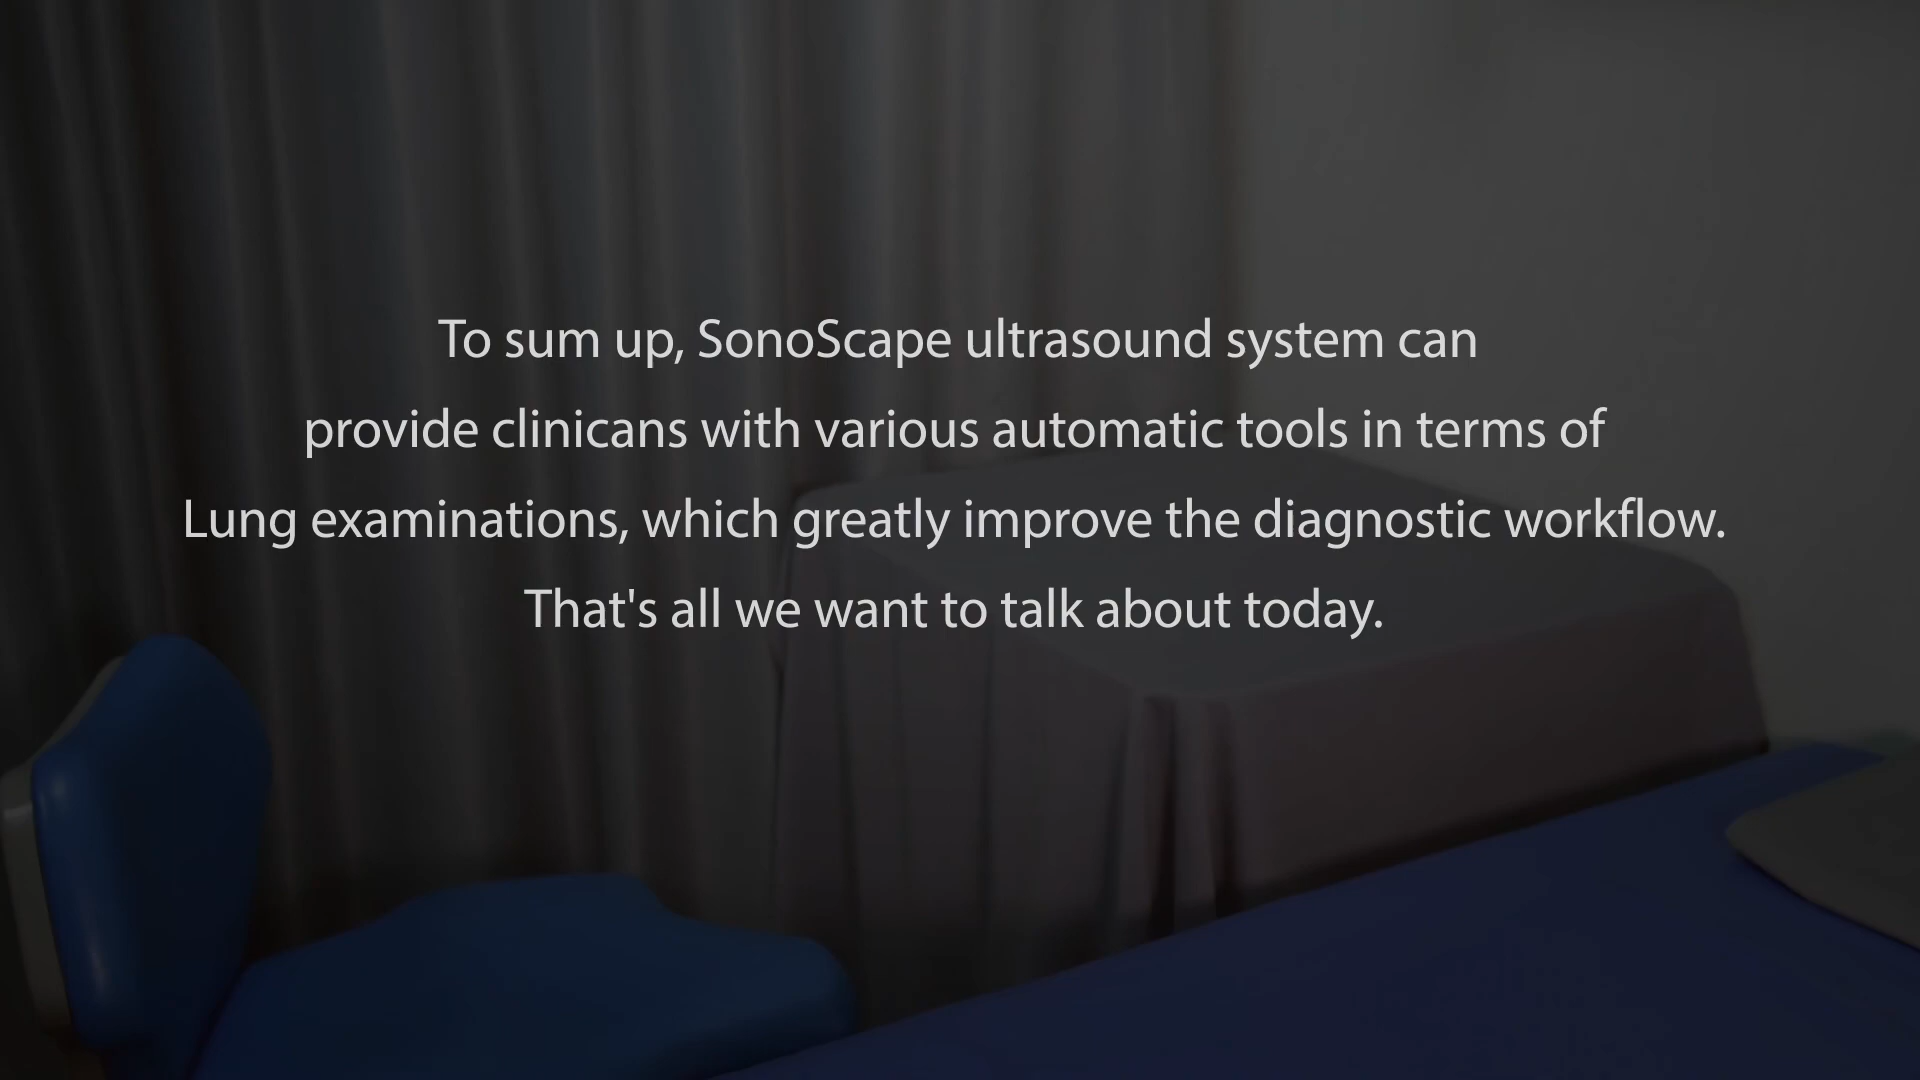 To sum up, SonoScape ultrasound system can
provide clinicans with various automatic tools in terms of
Lung examinations, which greatly improve the diagnostic workflow.
That's all we want to talk about today.